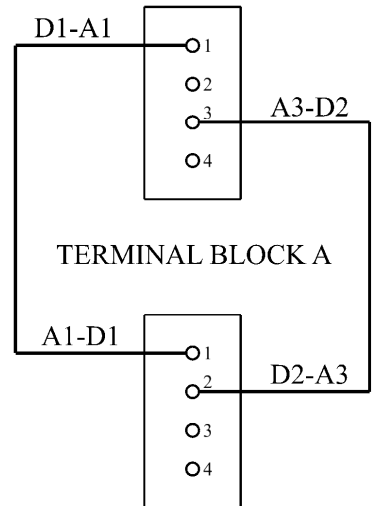 D1-A1
1
2
3
A3-D2
4
TERMINAL BLOCK A
A1-D1
1
2
D2-A3
3
4